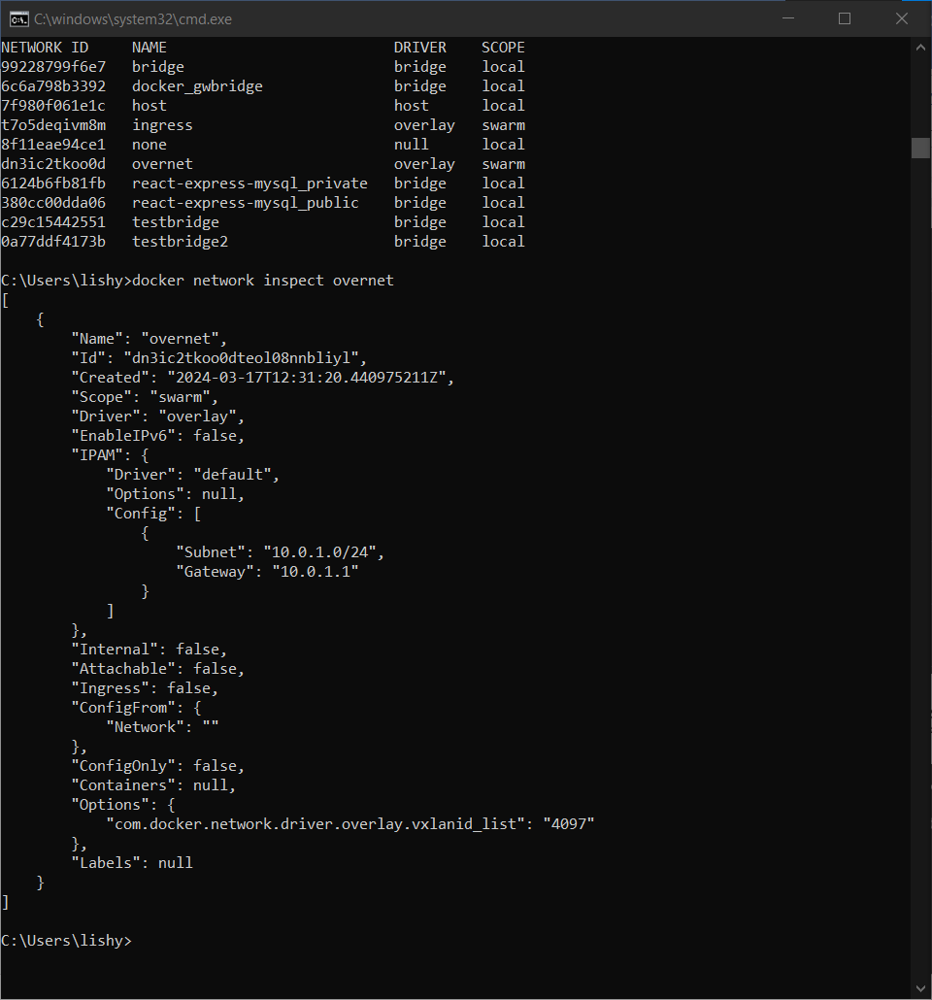 C:\windows\system32\cmd.exe
NETWORK ID     NAME                          DRIVER    SCOPE
99228799f6e7   bridge                        bridge    local
6c6a798b3392   docker_gwbridge               bridge    local
7f980f061e1c   host                          host      local
t7o5deqivm8m   ingress                       overlay   swarm
8f11eae94ce1   none                          null      local
dn3ic2tkoo0d   overnet                       overlay   swarm
6124b6fb81fb   react-express-mysql_private   bridge    local
380cc00dda06   react-express-mysql_public    bridge    local
c29c15442551   testbridge                    bridge    local
0a77ddf4173b   testbridge2                   bridge    local
C:\Users\lishy>docker network inspect overnet
[
    {
        "Name": "overnet",
        "Id": "dn3ic2tkoo0dteol08nnbliyl",
        "Created": "2024-03-17T12:31:20.440975211Z",
        "Scope": "swarm",
        "Driver": "overlay",
        "EnableIPv6": false,
        "IPAM": {
            "Driver": "default",
            "Options": null,
            "Config": [
                {
                    "Subnet": "10.0.1.0/24",
                    "Gateway": "10.0.1.1"
                }
            ]
        },
        "Internal": false,
        "Attachable": false,
        "Ingress": false,
        "ConfigFrom": {
            "Network": ""
        },
        "ConfigOnly": false,
        "Containers": null,
        "Options": {
            "com.docker.network.driver.overlay.vxlanid_list": "4097"
        },
        "Labels": null
    }
]
C:\Users\lishy>